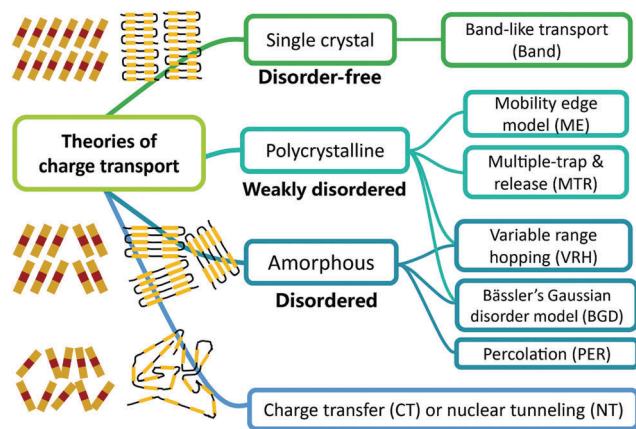 Single crystal
Disorder-free
Band-like transport
(Band)
Theories of
charge transport
Polycrystalline
Weakly disordered
Mobility edge
model (ME)
Multiple-trap &
release (MTR)
Amorphous
Disordered
Variable range
hopping (VRH)
Bässler's Gaussian
disorder model (BGD)
Percolation (PER)
Charge transfer (CT) or nuclear tunneling (NT)